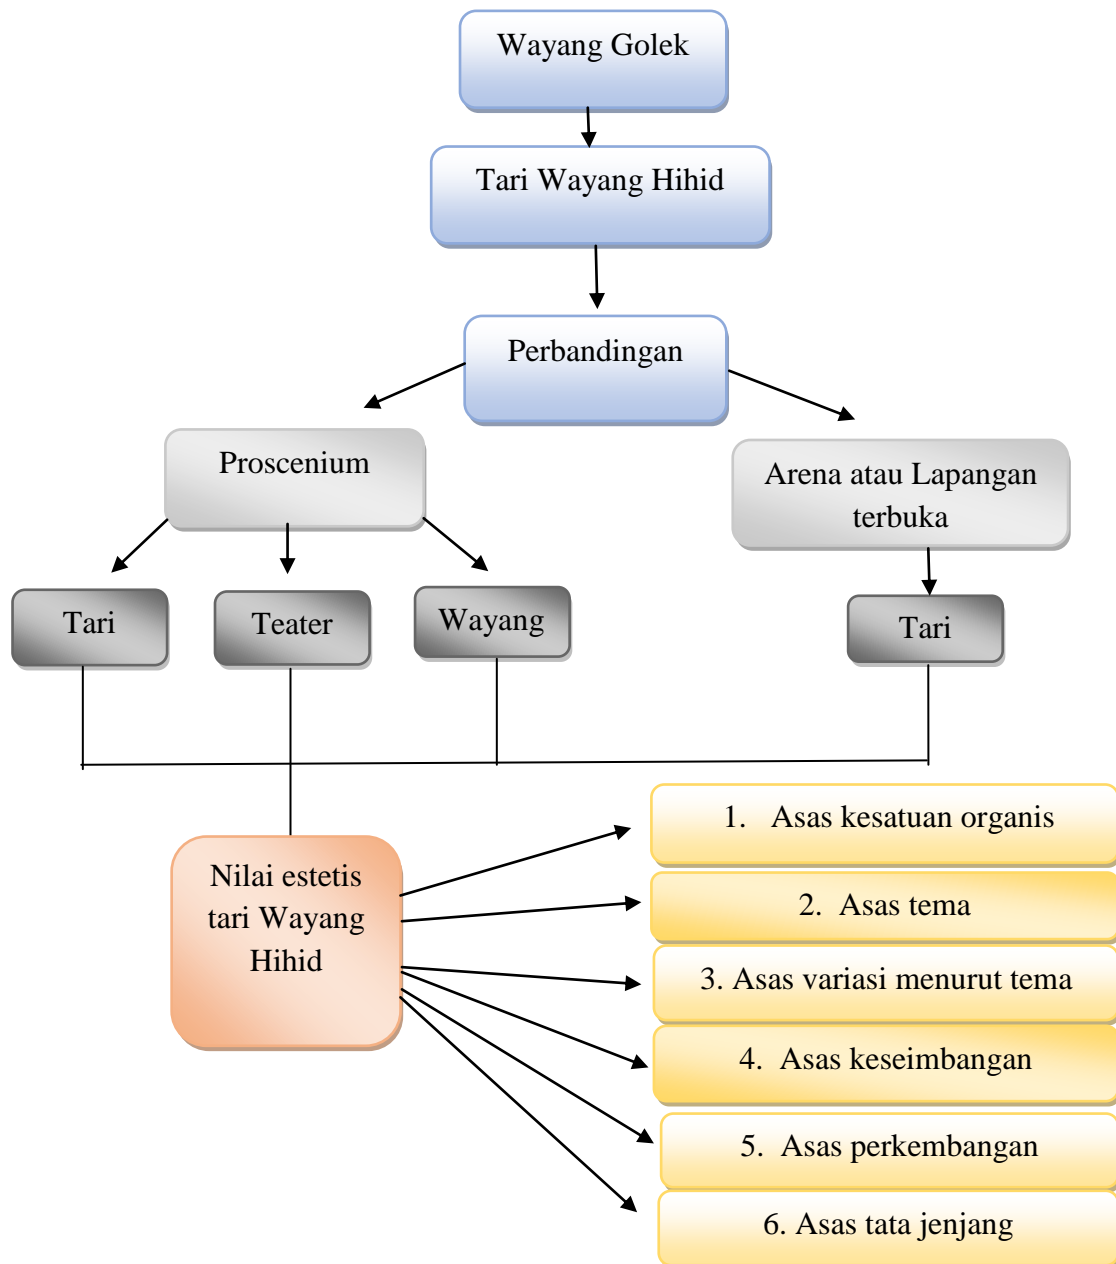 Wayang Golek
Tari Wayang Hihid
Perbandingan
Proscenium
Arena atau Lapangan
terbuka
Tari
Teater
Wayang
Tari
Nilai estetis
tari Wayang
Hihid
1. Asas kesatuan organis
2. Asas tema
3. Asas variasi menurut tema
4. Asas keseimbangan
5. Asas perkembangan
6. Asas tata jenjang